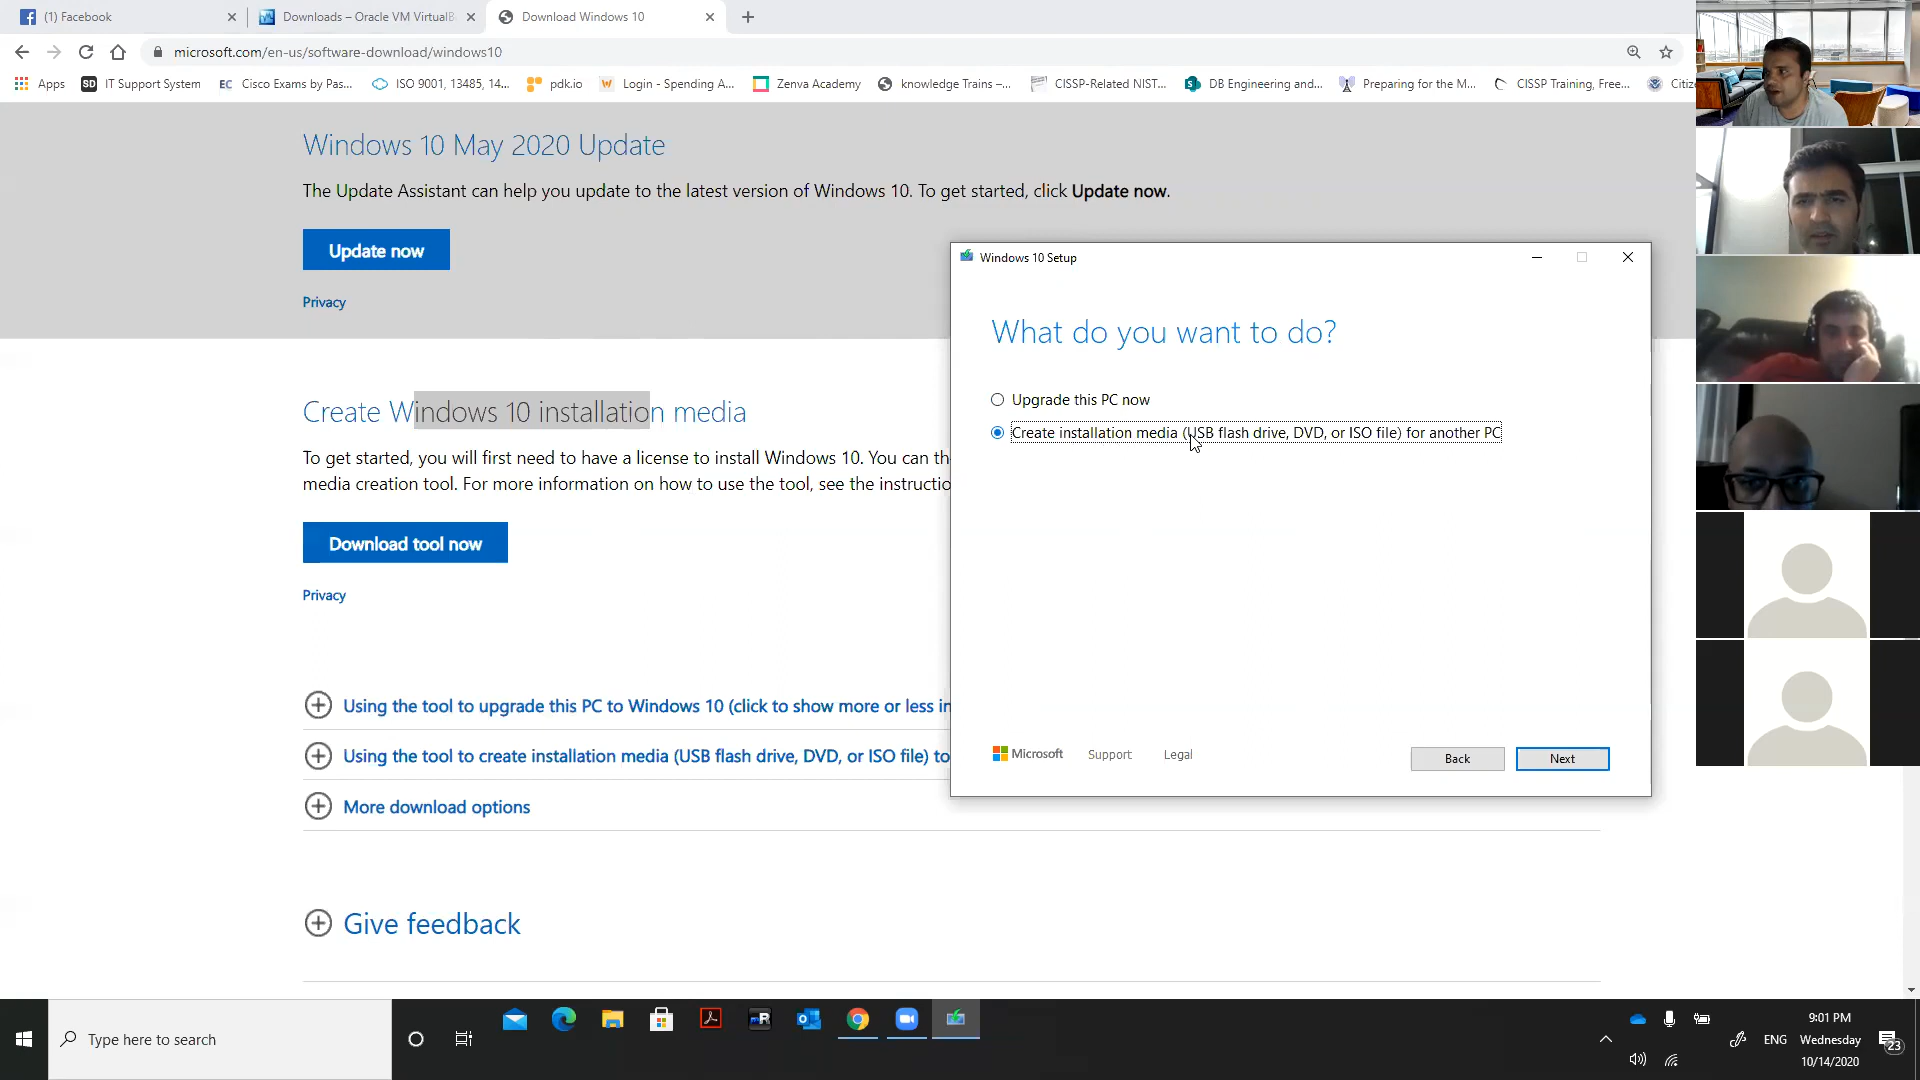 (1) Facebook
Downloads – Oracle VM VirtualB
Download Windows 10
microsoft.com/en-us/software-download/windows10
Apps
SD IT Support System
EC Cisco Exams by Pas...
ISO 9001, 13485, 14...
pdk.io
W Login - Spending A...
Zenva Academy
knowledge Trains –...
CISSP-Related NIST...
DB Engineering and...
Preparing for the M...
CISSP Training, Free...
Citiz
Windows 10 May 2020 Update
The Update Assistant can help you update to the latest version of Windows 10. To get started, click Update now.
Update now
Privacy
Create Windows 10 installation media
To get started, you will first need to have a license to install Windows 10. You can th
media creation tool. For more information on how to use the tool, see the instructio
Download tool now
Privacy
Using the tool to upgrade this PC to Windows 10 (click to show more or less in
Using the tool to create installation media (USB flash drive, DVD, or ISO file) to
More download options
Give feedback
Windows 10 Setup
What do you want to do?
Upgrade this PC now
Create installation media (USB flash drive, DVD, or ISO file) for another PC
Microsoft
Support
Legal
Back
Next
Type here to search
ENG
9:01 PM
Wednesday
10/14/2020
23